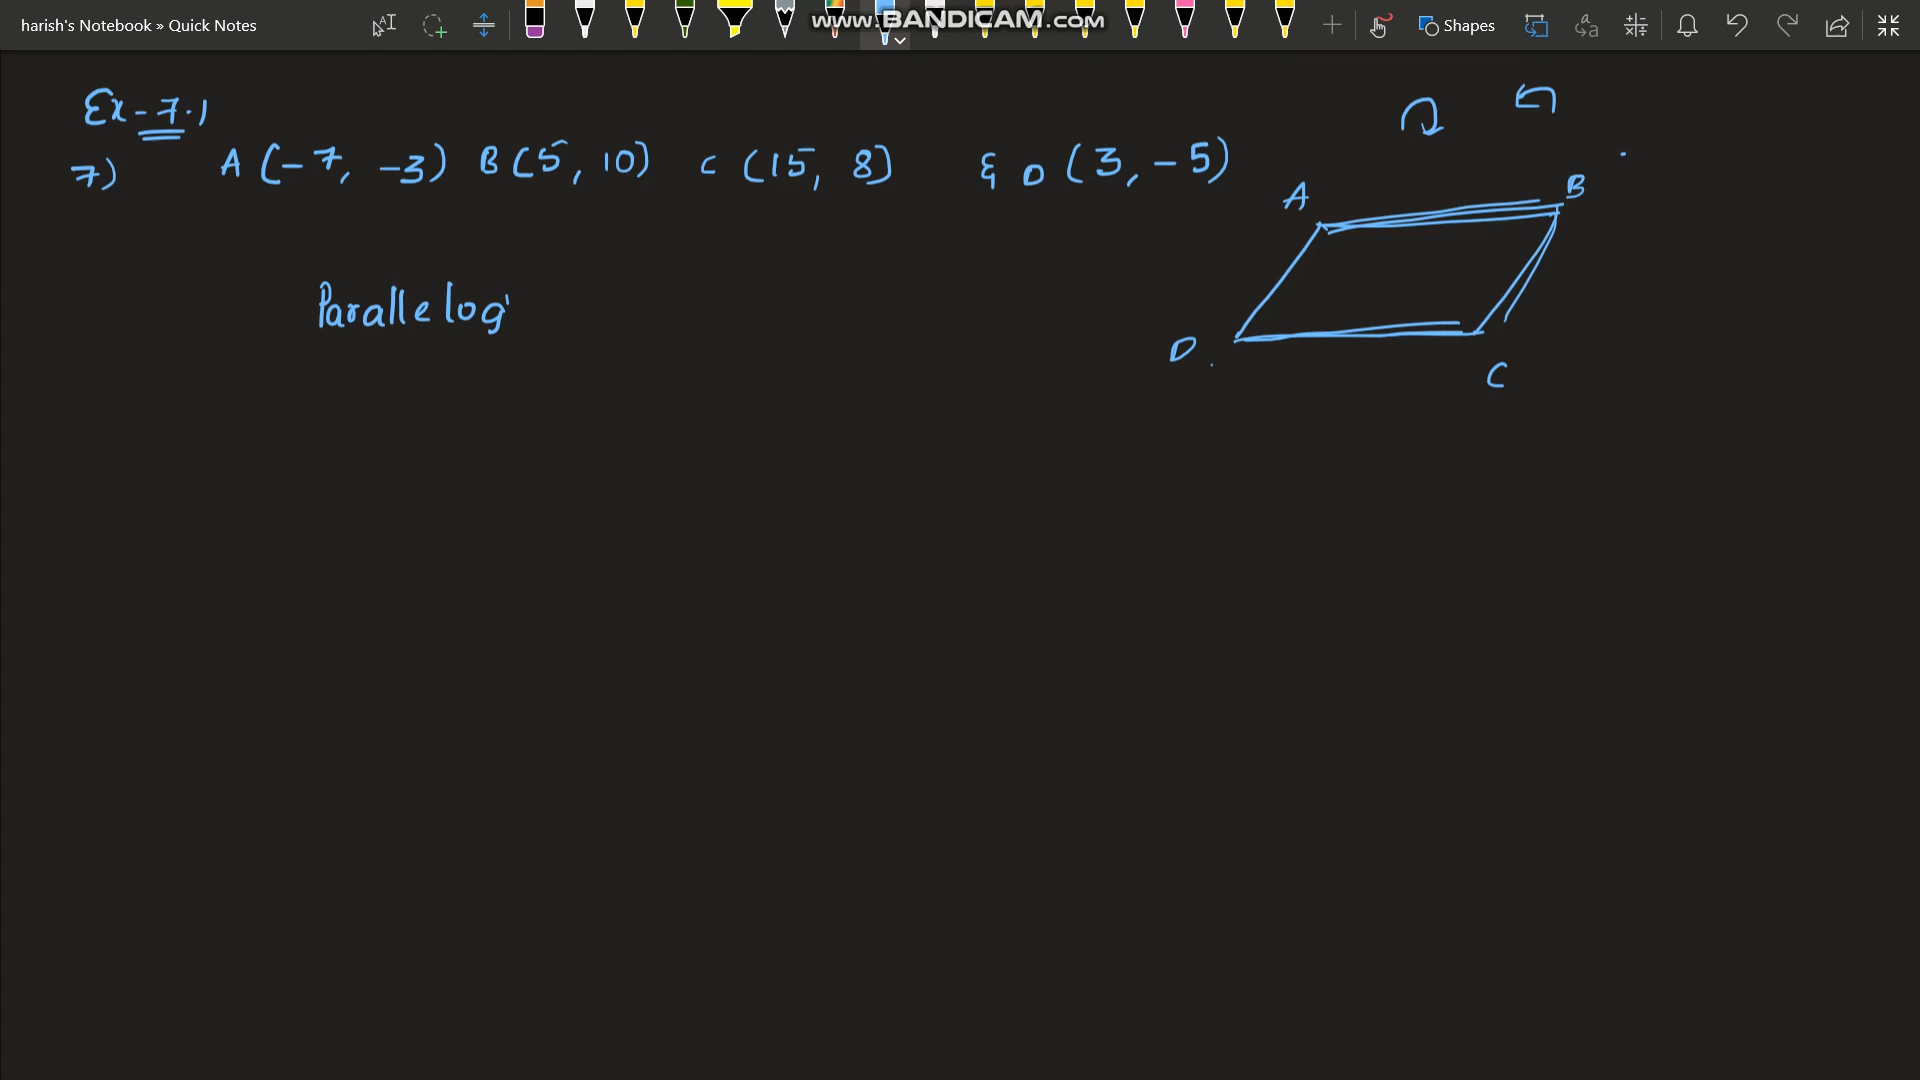 harish's Notebook » Quick Notes
www.BANDICAM.com
Shapes
Ex-7.1
7) A (-7, -3) B (5, 10) C (15, 8) & D (3, -5)
A
B
Parallelog
D
C